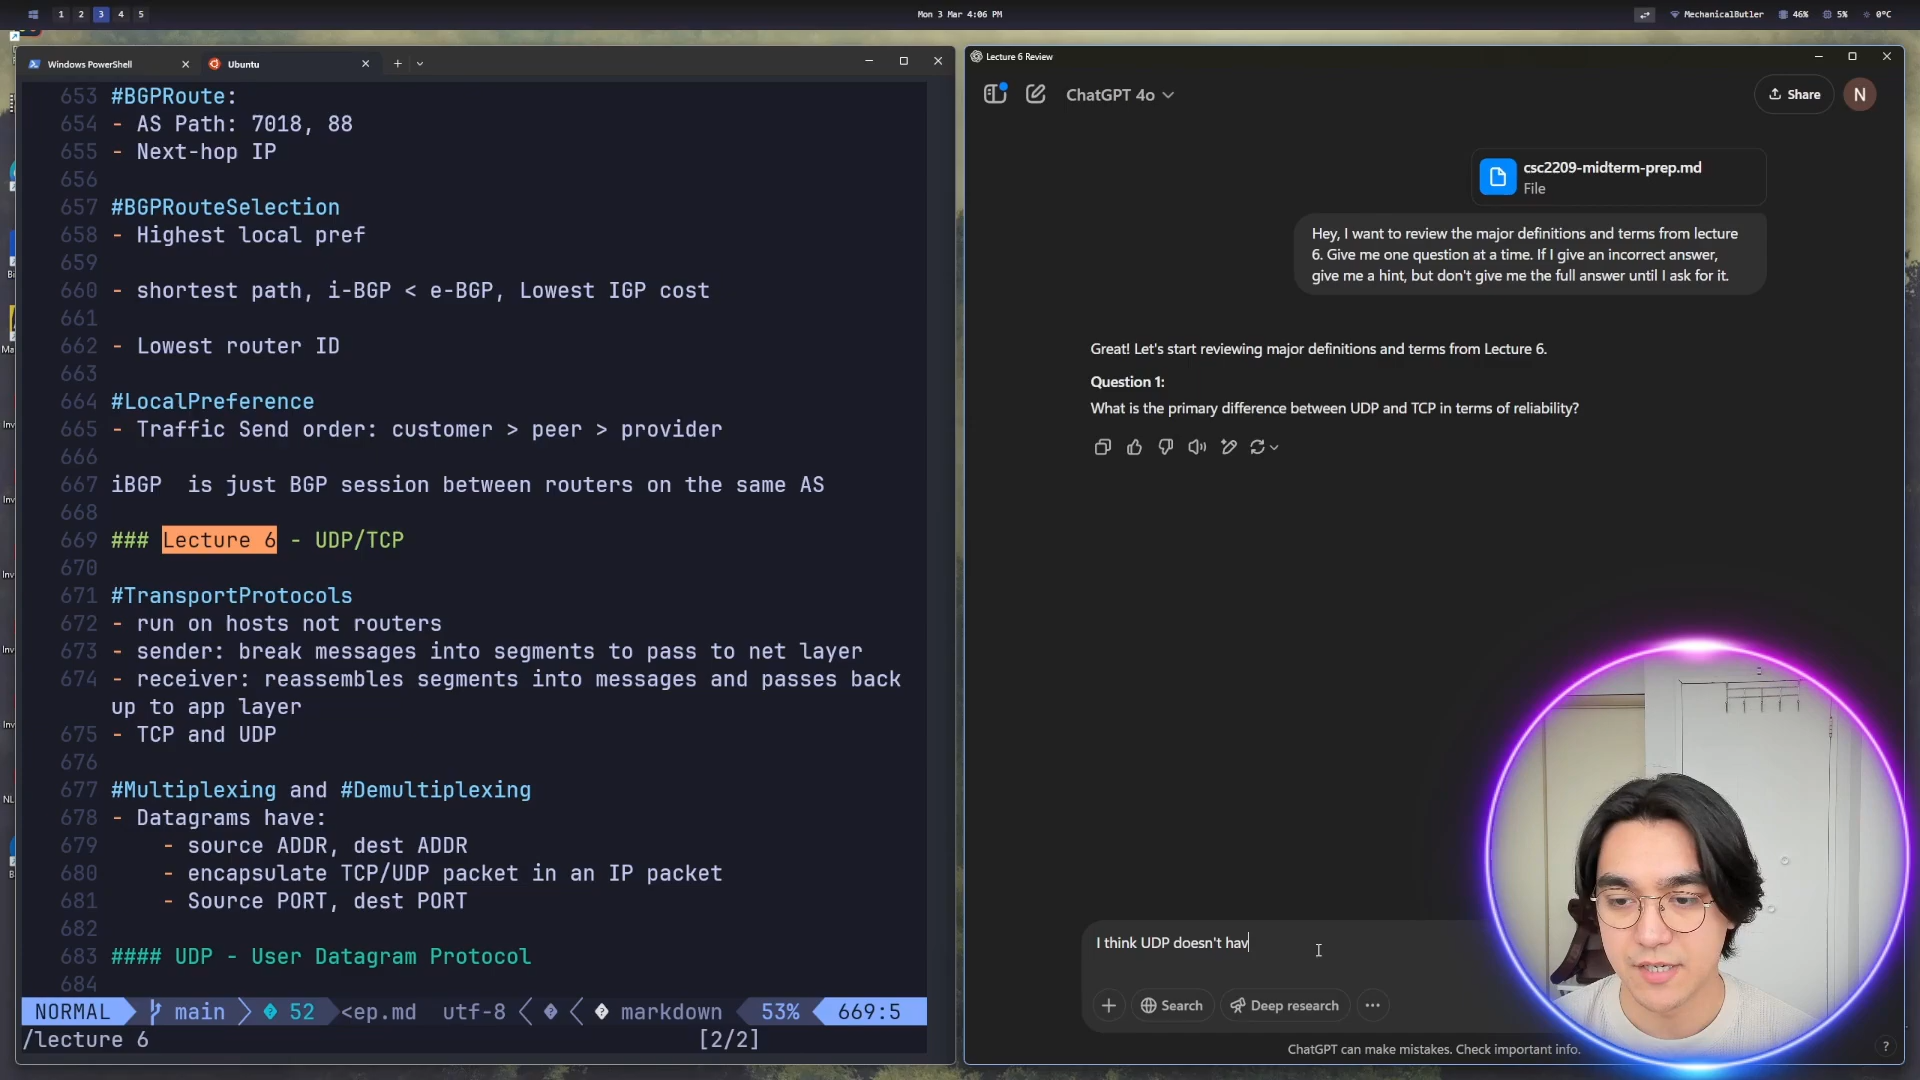 1 2 3 4 5
Mon 3 Mar 4:06 PM
MechanicalButler 46% 5% 0°C
Windows PowerShell
Ubuntu
653 #BGPRoute:
654 - AS Path: 7018, 88
655 - Next-hop IP
656
657 #BGPRouteSelection
658 - Highest local pref
659
660 - shortest path, i-BGP < e-BGP, Lowest IGP cost
661
662 - Lowest router ID
663
664 #LocalPreference
665 - Traffic Send order: customer > peer > provider
666
667 iBGP is just BGP session between routers on the same AS
668
669 ### Lecture 6 - UDP/TCP
670
671 #TransportProtocols
672 - run on hosts not routers
673 - sender: break messages into segments to pass to net layer
674 - receiver: reassembles segments into messages and passes back
up to app layer
675 - TCP and UDP
676
677 #Multiplexing and #Demultiplexing
678 - Datagrams have:
679 - source ADDR, dest ADDR
680 - encapsulate TCP/UDP packet in an IP packet
681 - Source PORT, dest PORT
682
683 #### UDP - User Datagram Protocol
684
NORMAL main 52 <ep.md utf-8 markdown 53% 669:5
/lecture 6 [2/2]
Lecture 6 Review
ChatGPT 4o
Share
N
csc2209-midterm-prep.md
File
Hey, I want to review the major definitions and terms from lecture
6. Give me one question at a time. If I give an incorrect answer,
give me a hint, but don't give me the full answer until I ask for it.
Great! Let's start reviewing major definitions and terms from Lecture 6.
Question 1:
What is the primary difference between UDP and TCP in terms of reliability?
I think UDP doesn't hav
Search
Deep research
ChatGPT can make mistakes. Check important info.
?